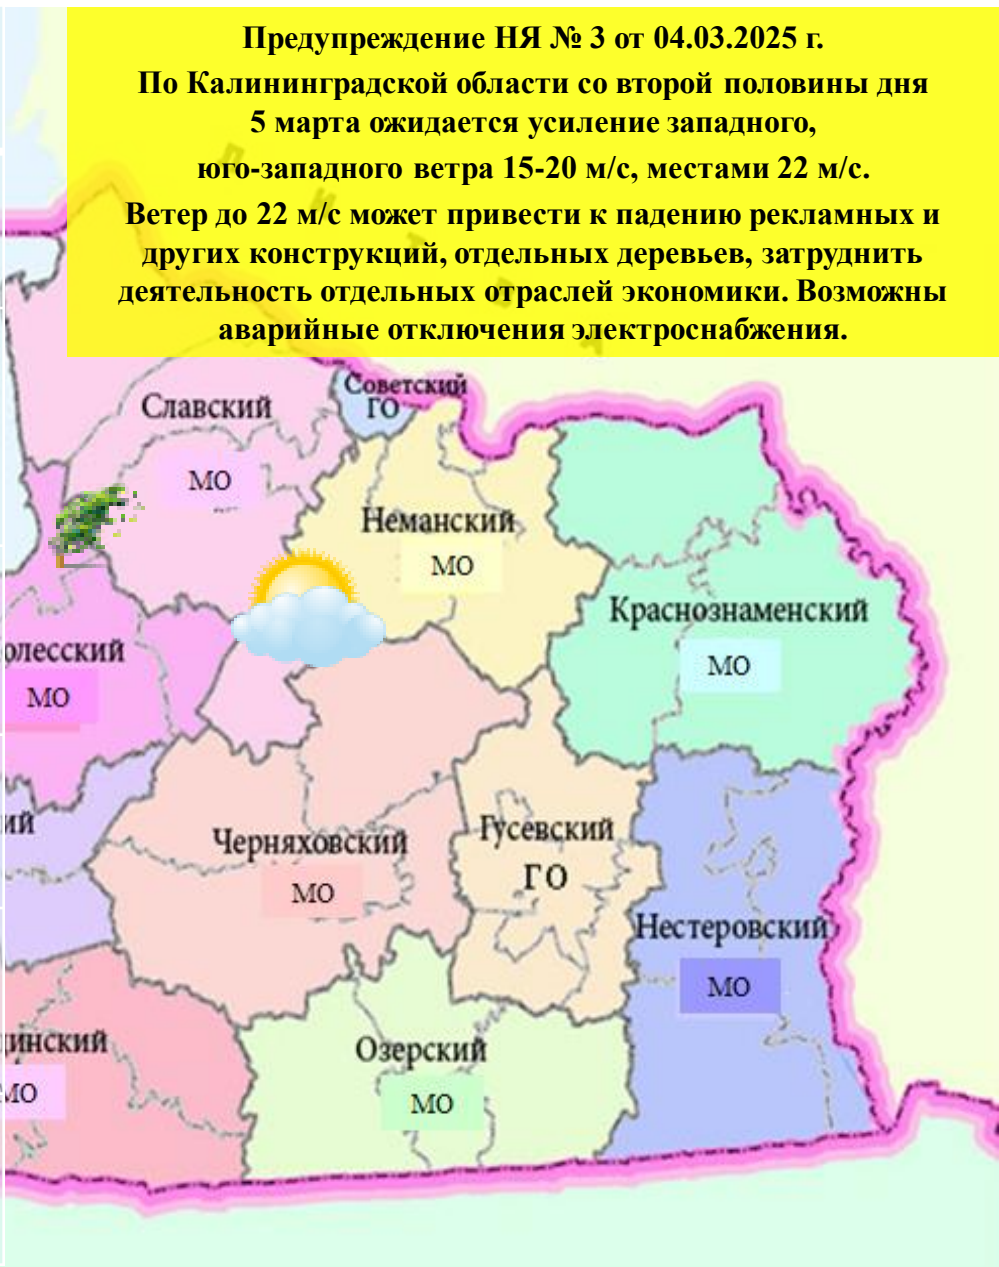 Предупреждение НЯ № 3 от 04.03.2025 г.
По Калининградской области со второй половины дня
5 марта ожидается усиление западного,
юго-западного ветра 15-20 м/с, местами 22 м/с.
Ветер до 22 м/с может привести к падению рекламных и
других конструкций, отдельных деревьев, затруднить
деятельность отдельных отраслей экономики. Возможны
аварийные отключения электроснабжения.
Советский
ГО
Славский
МО
Неманский
МО
Краснознаменский
МО
олесский
МО
ий
Черняховский
МО
Гусевский
ГО
Нестеровский
МО
динский
МО
Озерский
МО